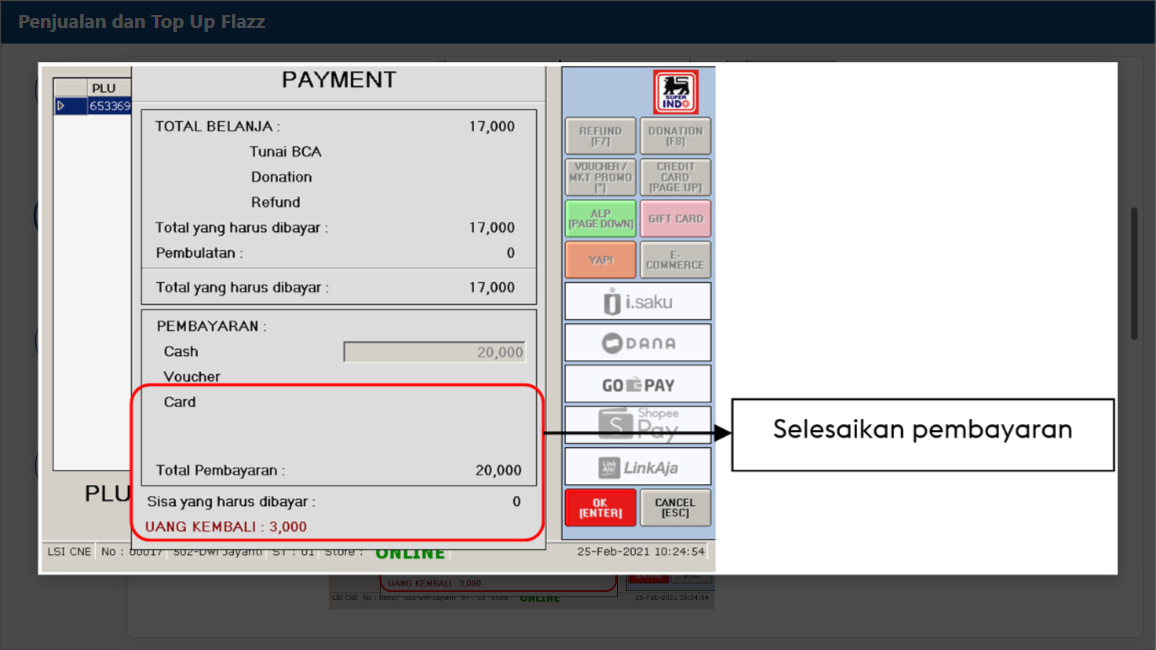 Penjualan dan Top Up Flazz
PAYMENT
PLU
653369
TOTAL BELANJA : 17,000
Tunai BCA
Donation
Refund
Total yang harus dibayar : 17,000
Pembulatan : 0
Total yang harus dibayar : 17,000
PEMBAYARAN :
Cash 20,000
Voucher
Card
Total Pembayaran : 20,000
Sisa yang harus dibayar : 0
UANG KEMBALI : 3,000
PLU
LSI CNE No : 00017 502-Dwi Jayanti ST : 01 Store : ONLINE 25-Feb-2021 10:24:54
SUPER
INDO
REFUND
[F7]
DONATION
[F8]
VOUCHER /
MKT PROMO
[*]
CREDIT
CARD
[PAGE UP]
ALP
[PAGE DOWN]
GIFT CARD
YAP!
E-
COMMERCE
i.saku
DANA
GOPAY
Shopee
Pay
LinkAja
OK
[ENTER]
CANCEL
[ESC]
Selesaikan pembayaran
UANG KEMBALI : 3,000
LSI CNE No : 00017 502-Dwi Jayanti ST : 01 Store : ONLINE 25-Feb-2021 10:24:54